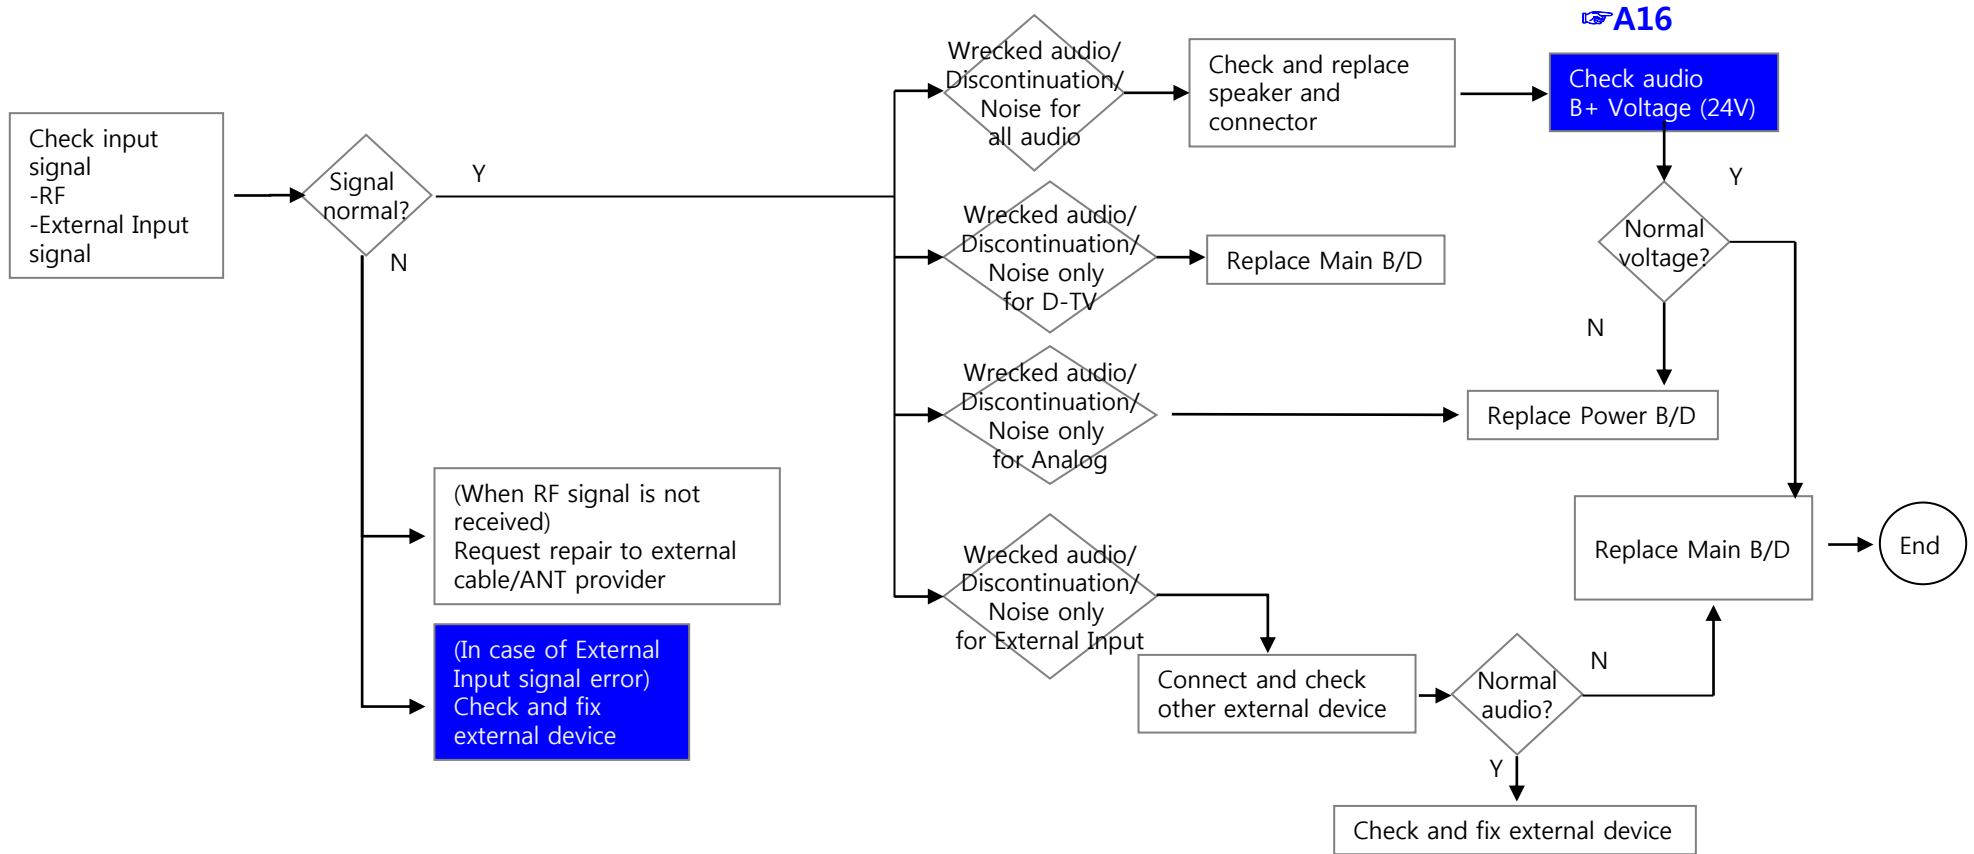 ☞A16
Check input
signal
-RF
-External Input
signal
Signal
normal?
Y
N
(When RF signal is not
received)
Request repair to external
cable/ANT provider
(In case of External
Input signal error)
Check and fix
external device
Wrecked audio/
Discontinuation/
Noise for
all audio
Check and replace
speaker and
connector
Check audio
B+ Voltage (24V)
Normal
voltage?
Y
N
Wrecked audio/
Discontinuation/
Noise only
for D-TV
Replace Main B/D
Wrecked audio/
Discontinuation/
Noise only
for Analog
Replace Power B/D
Wrecked audio/
Discontinuation/
Noise only
for External Input
Connect and check
other external device
Normal
audio?
N
Y
Replace Main B/D
End
Check and fix external device